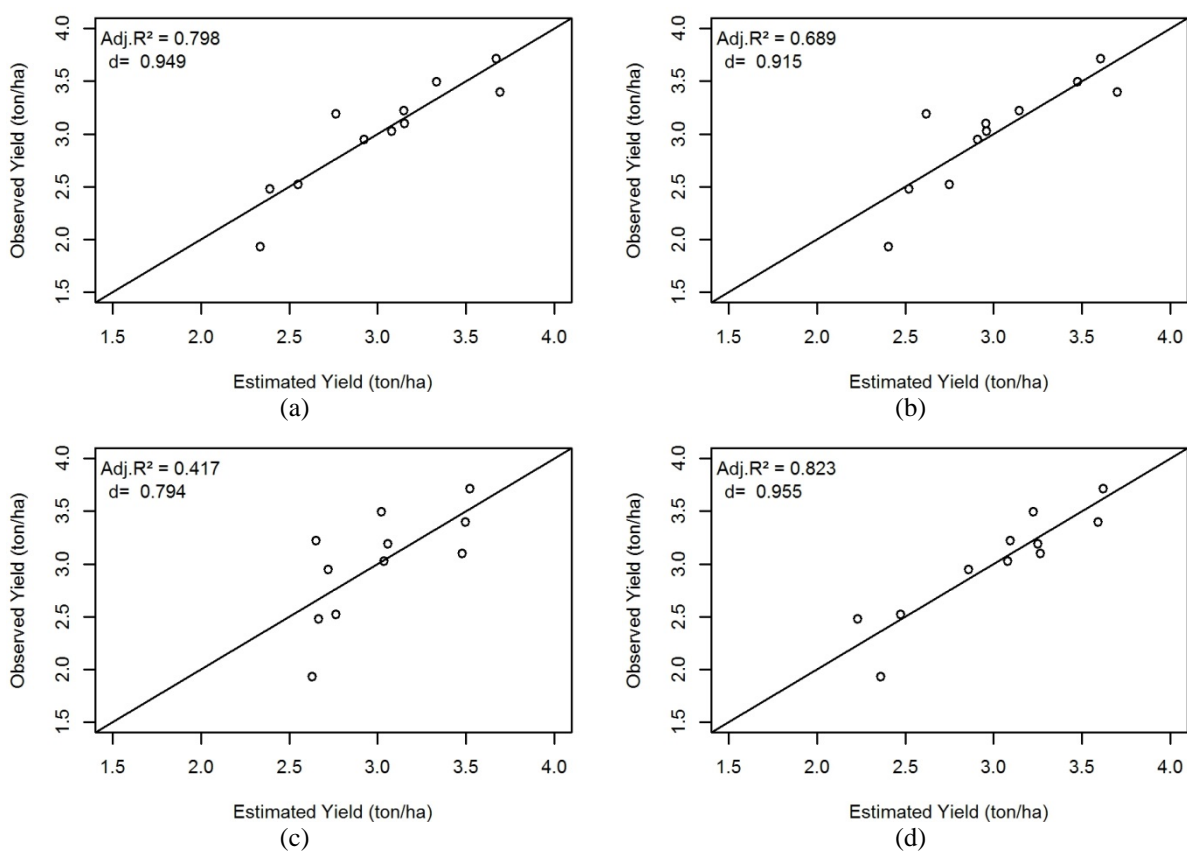 Adj.R² = 0.798
d= 0.949
Observed Yield (ton/ha)
4.0
3.5
3.0
2.5
2.0
1.5
1.5 2.0 2.5 3.0 3.5 4.0
Estimated Yield (ton/ha)
(a)
Adj.R² = 0.689
d= 0.915
Observed Yield (ton/ha)
4.0
3.5
3.0
2.5
2.0
1.5
1.5 2.0 2.5 3.0 3.5 4.0
Estimated Yield (ton/ha)
(b)
Adj.R² = 0.417
d= 0.794
Observed Yield (ton/ha)
4.0
3.5
3.0
2.5
2.0
1.5
1.5 2.0 2.5 3.0 3.5 4.0
Estimated Yield (ton/ha)
(c)
Adj.R² = 0.823
d= 0.955
Observed Yield (ton/ha)
4.0
3.5
3.0
2.5
2.0
1.5
1.5 2.0 2.5 3.0 3.5 4.0
Estimated Yield (ton/ha)
(d)